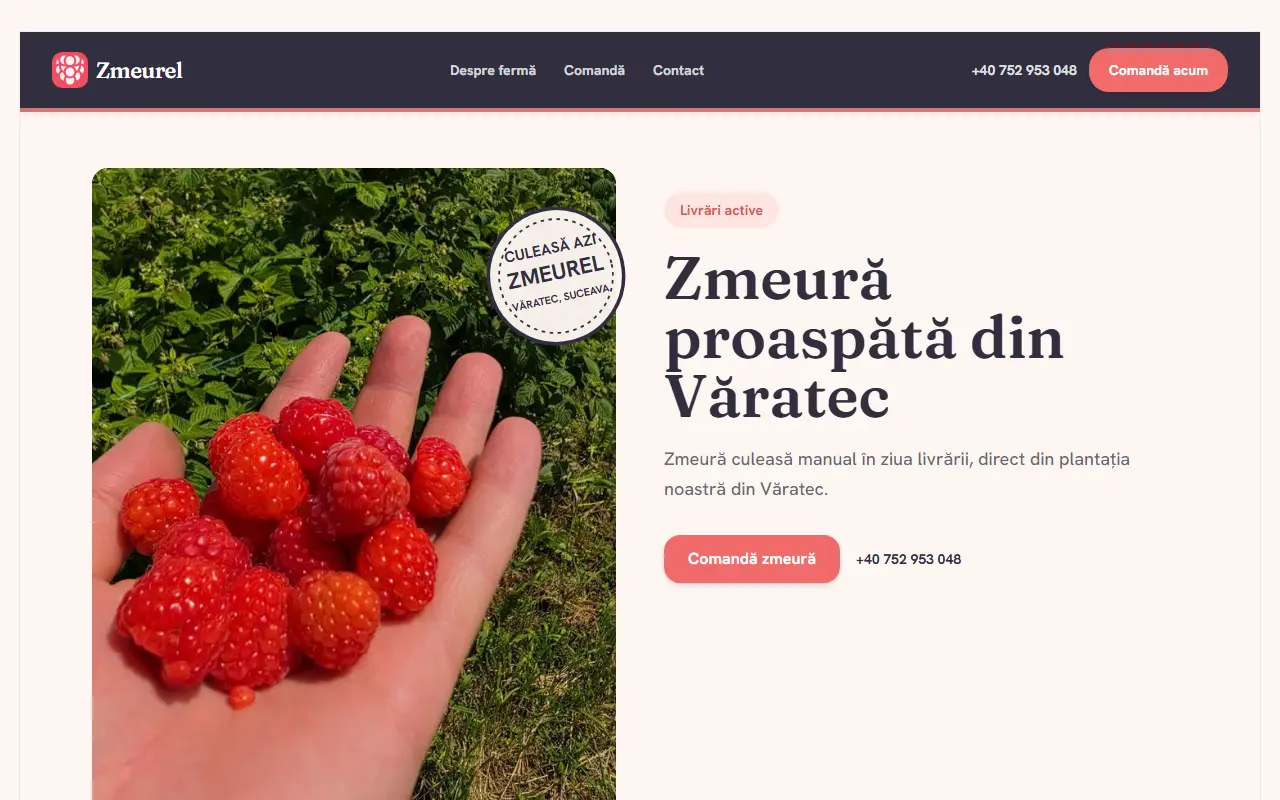 Zmeurel
Despre fermă
Comandă
Contact
+40 752 953 048
Comandă acum
CULEASĂ AZI
ZMEUREL
VĂRATEC, SUCEAVA
Livrări active
Zmeură
proaspătă din
Văratec
Zmeură culeasă manual în ziua livrării, direct din plantația
noastră din Văratec.
Comandă zmeură
+40 752 953 048